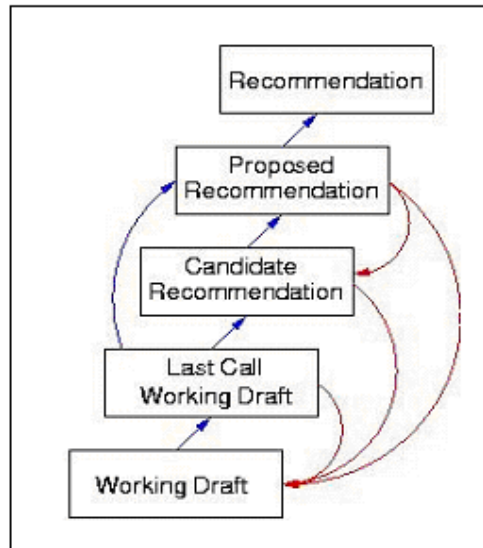 Recommendation
Proposed
Recommendation
Candidate
Recommendation
Last Call
Working Draft
Working Draft